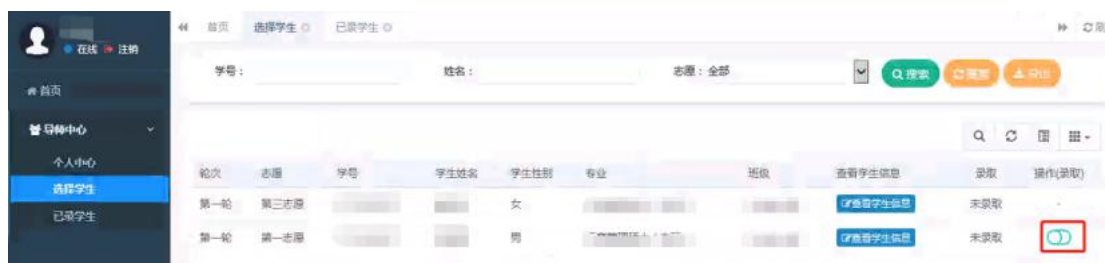 首页 选择学生 已录学生
在线 注销
学号： 姓名： 志愿：全部 搜索 重置 导出
首页
导师中心
个人中心
轮次 志愿 学号 学生姓名 学生性别 专业 班级 查看学生信息 录取 操作(录取)
选择学生
第一轮 第三志愿 女 查看学生信息 未录取 -
已录学生
第一轮 第一志愿 男 查看学生信息 未录取